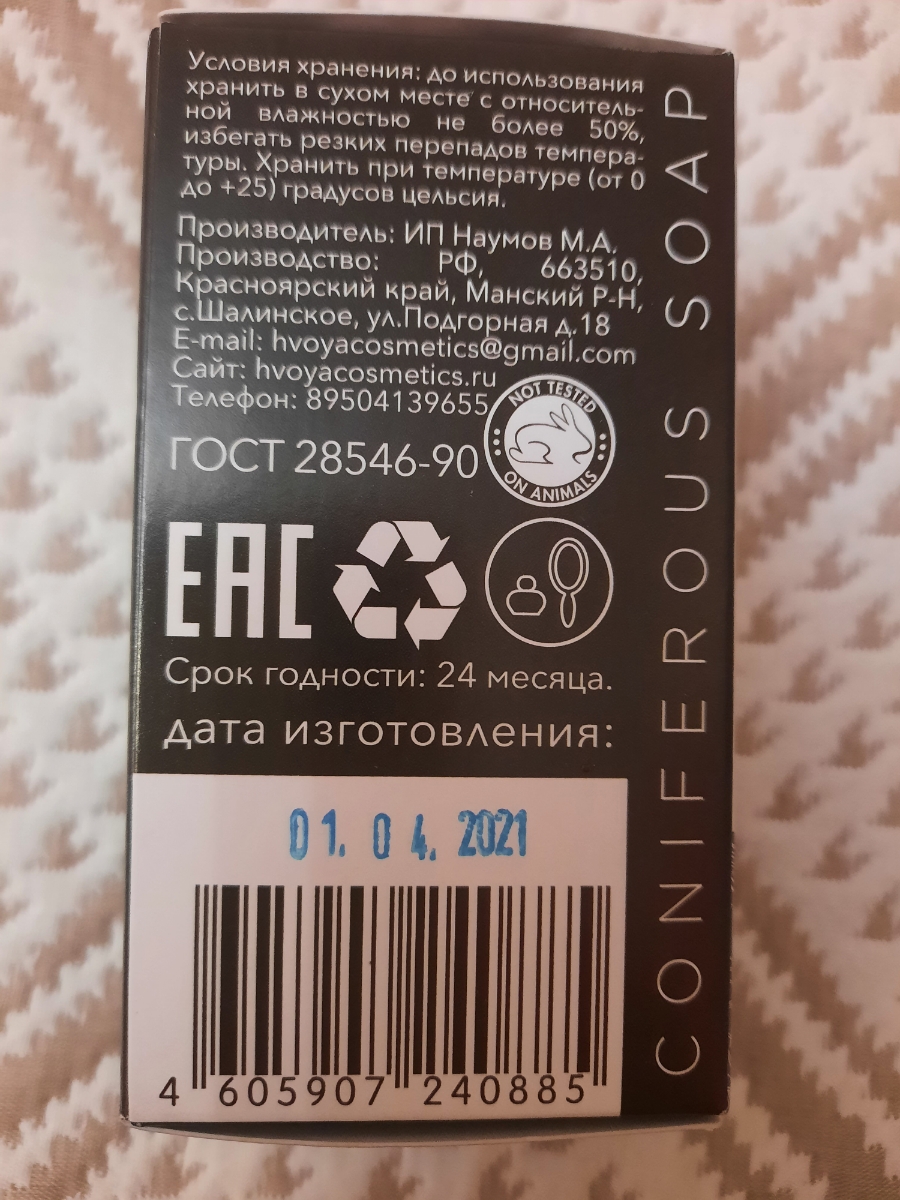 Условия хранения: до использования
хранить в сухом месте с относитель-
ной влажностью не более 50%,
избегать резких перепадов темпера-
туры. Хранить при температуре (от 0
до +25) градусов цельсия.
Производитель: ИП Наумов М.А.
Производство: РФ, 663510,
Красноярский край, Манский Р-Н,
с.Шалинское, ул.Подгорная д.18
E-mail: hvoyacosmetics@gmail.com
Сайт: hvoyacosmetics.ru
Телефон: 89504139655
NOT TESTED
ON ANIMALS
ГОСТ 28546-90
EAC
Срок годности: 24 месяца.
дата изготовления:
01. 04. 2021
4 605907 240885
CONIFEROUS SOAP